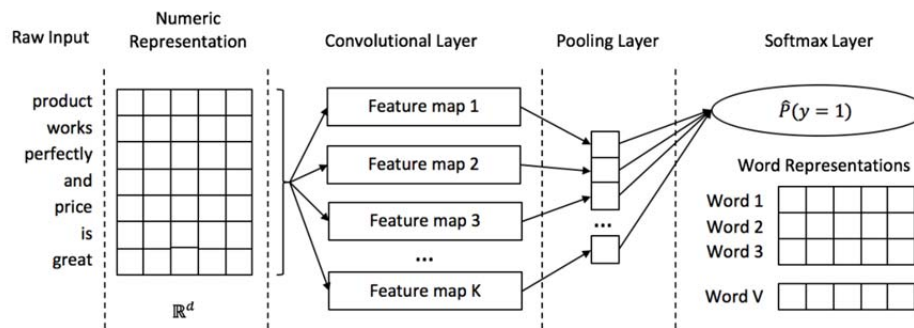 Raw Input
Numeric
Representation
Convolutional Layer
Pooling Layer
Softmax Layer
product
works
perfectly
and
price
is
great
ℝᵈ
Feature map 1
Feature map 2
Feature map 3
...
Feature map K
...
P̂(y = 1)
Word Representations
Word 1
Word 2
Word 3
Word V